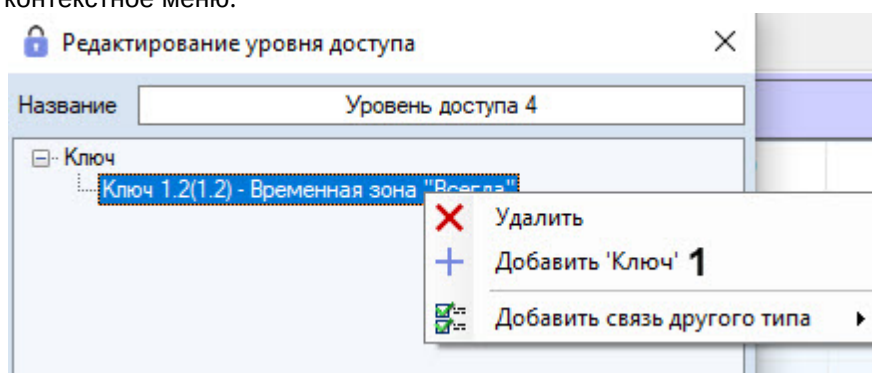 контекстное меню.
Редактирование уровня доступа
Название Уровень доступа 4
Ключ
Ключ 1.2(1.2) - Временная зона "Всегда"
Удалить
Добавить 'Ключ' 1
Добавить связь другого типа